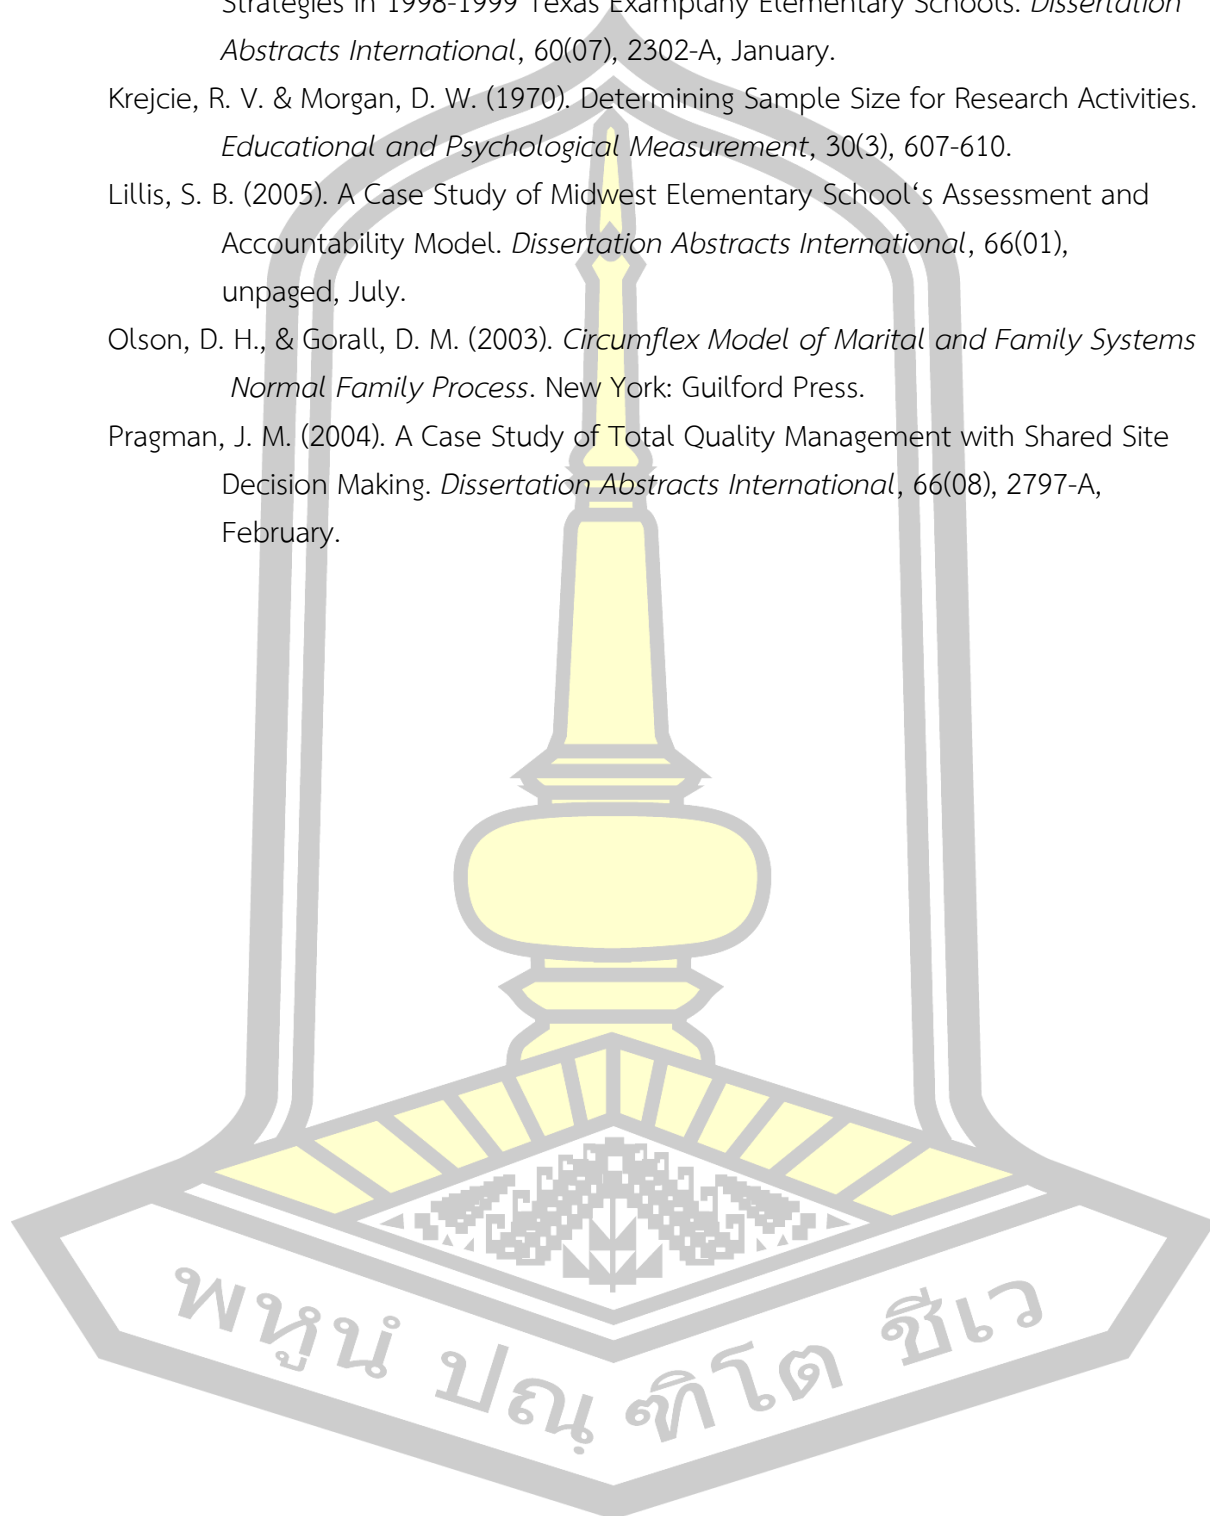 Strategies in 1998-1999 Texas Examplany Elementary Schools. Dissertation
Abstracts International, 60(07), 2302-A, January.
Krejcie, R. V. & Morgan, D. W. (1970). Determining Sample Size for Research Activities.
Educational and Psychological Measurement, 30(3), 607-610.
Lillis, S. B. (2005). A Case Study of Midwest Elementary School‘s Assessment and
Accountability Model. Dissertation Abstracts International, 66(01),
unpaged, July.
Olson, D. H., & Gorall, D. M. (2003). Circumflex Model of Marital and Family Systems
Normal Family Process. New York: Guilford Press.
Pragman, J. M. (2004). A Case Study of Total Quality Management with Shared Site
Decision Making. Dissertation Abstracts International, 66(08), 2797-A,
February.
พหูนํ ปณฺ ฑิโต ชีเว